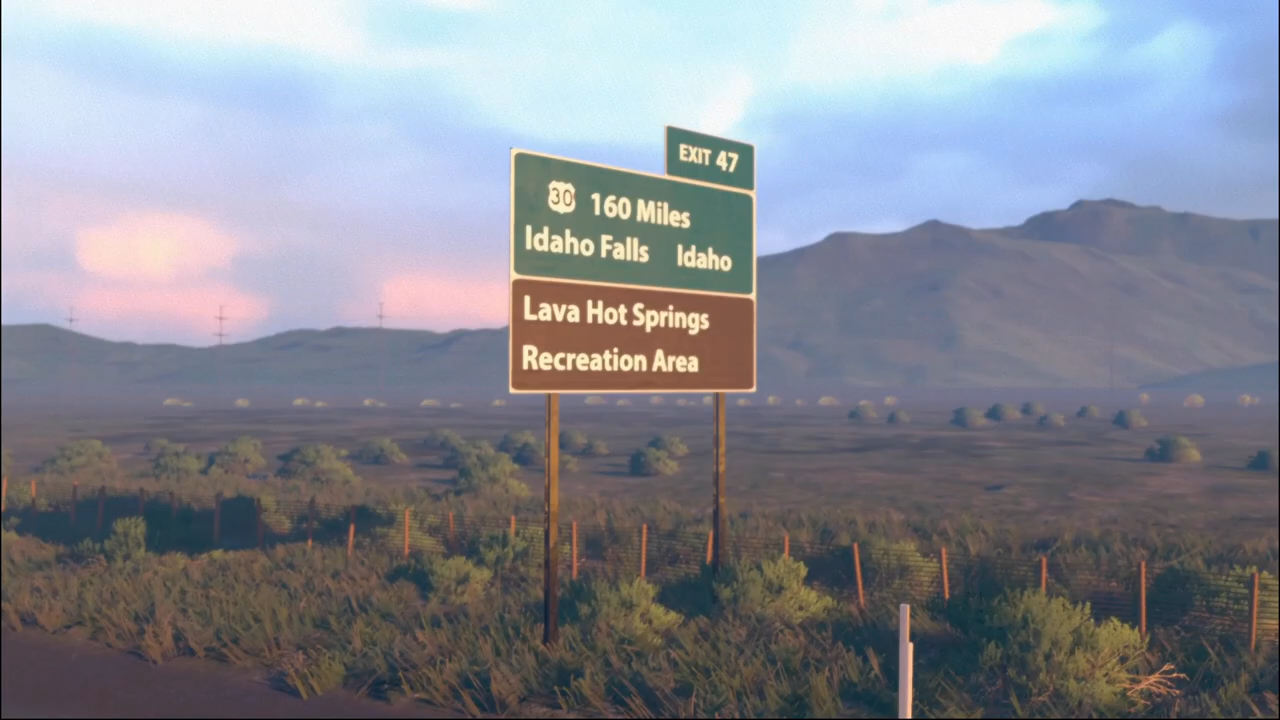 EXIT 47
30 160 Miles
Idaho Falls Idaho
Lava Hot Springs
Recreation Area